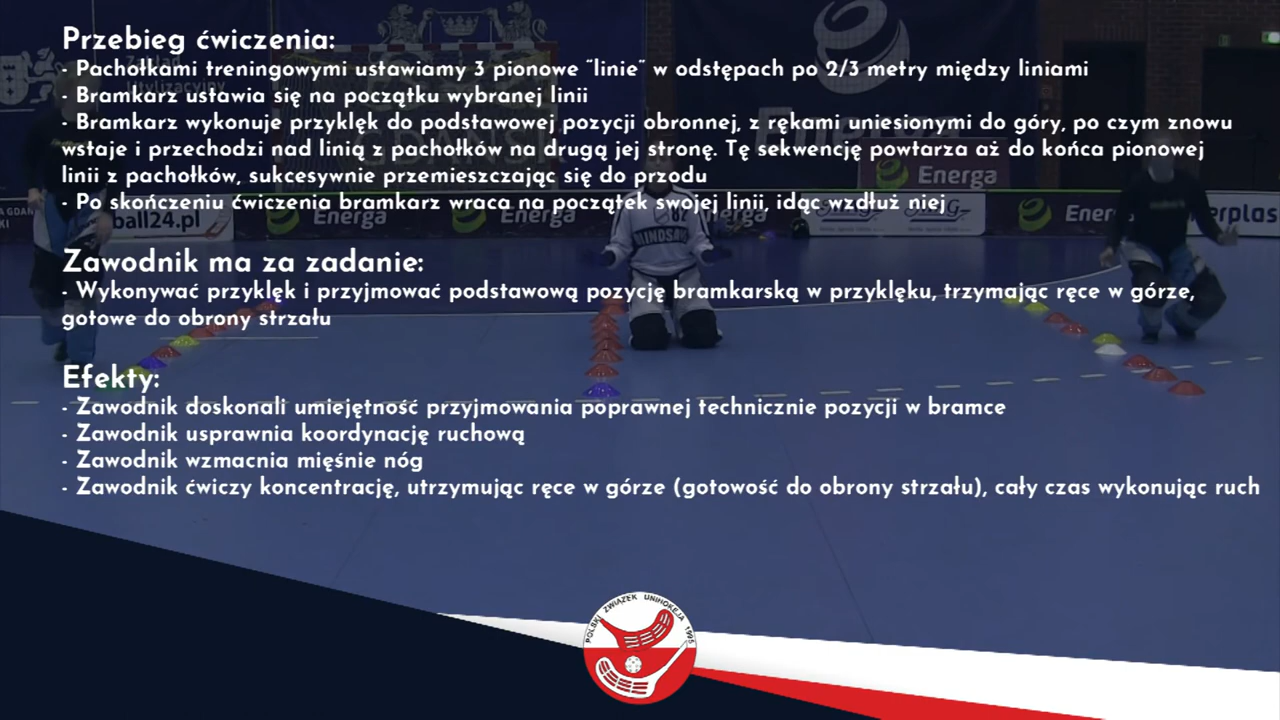 Przebieg ćwiczenia:
- Pachołkami treningowymi ustawiamy 3 pionowe “linie” w odstępach po 2/3 metry między liniami
- Bramkarz ustawia się na początku wybranej linii
- Bramkarz wykonuje przyklęk do podstawowej pozycji obronnej, z rękami uniesionymi do góry, po czym znowu
wstaje i przechodzi nad linią z pachołków na drugą jej stronę. Tę sekwencję powtarza aż do końca pionowej
linii z pachołków, sukcesywnie przemieszczając się do przodu
- Po skończeniu ćwiczenia bramkarz wraca na początek swojej linii, idąc wzdłuż niej
Zawodnik ma za zadanie:
- Wykonywać przyklęk i przyjmować podstawową pozycję bramkarską w przyklęku, trzymając ręce w górze,
gotowe do obrony strzału
Efekty:
- Zawodnik doskonali umiejętność przyjmowania poprawnej technicznie pozycji w bramce
- Zawodnik usprawnia koordynację ruchową
- Zawodnik wzmacnia mięśnie nóg
- Zawodnik ćwiczy koncentrację, utrzymując ręce w górze (gotowość do obrony strzału), cały czas wykonując ruch
Zakład
GDAŃSK
Energa
ball24.pl
Energa
Energa
Energa
82
MINDSAVE
POLSKI ZWIĄZEK UNIHOKEJA 1995